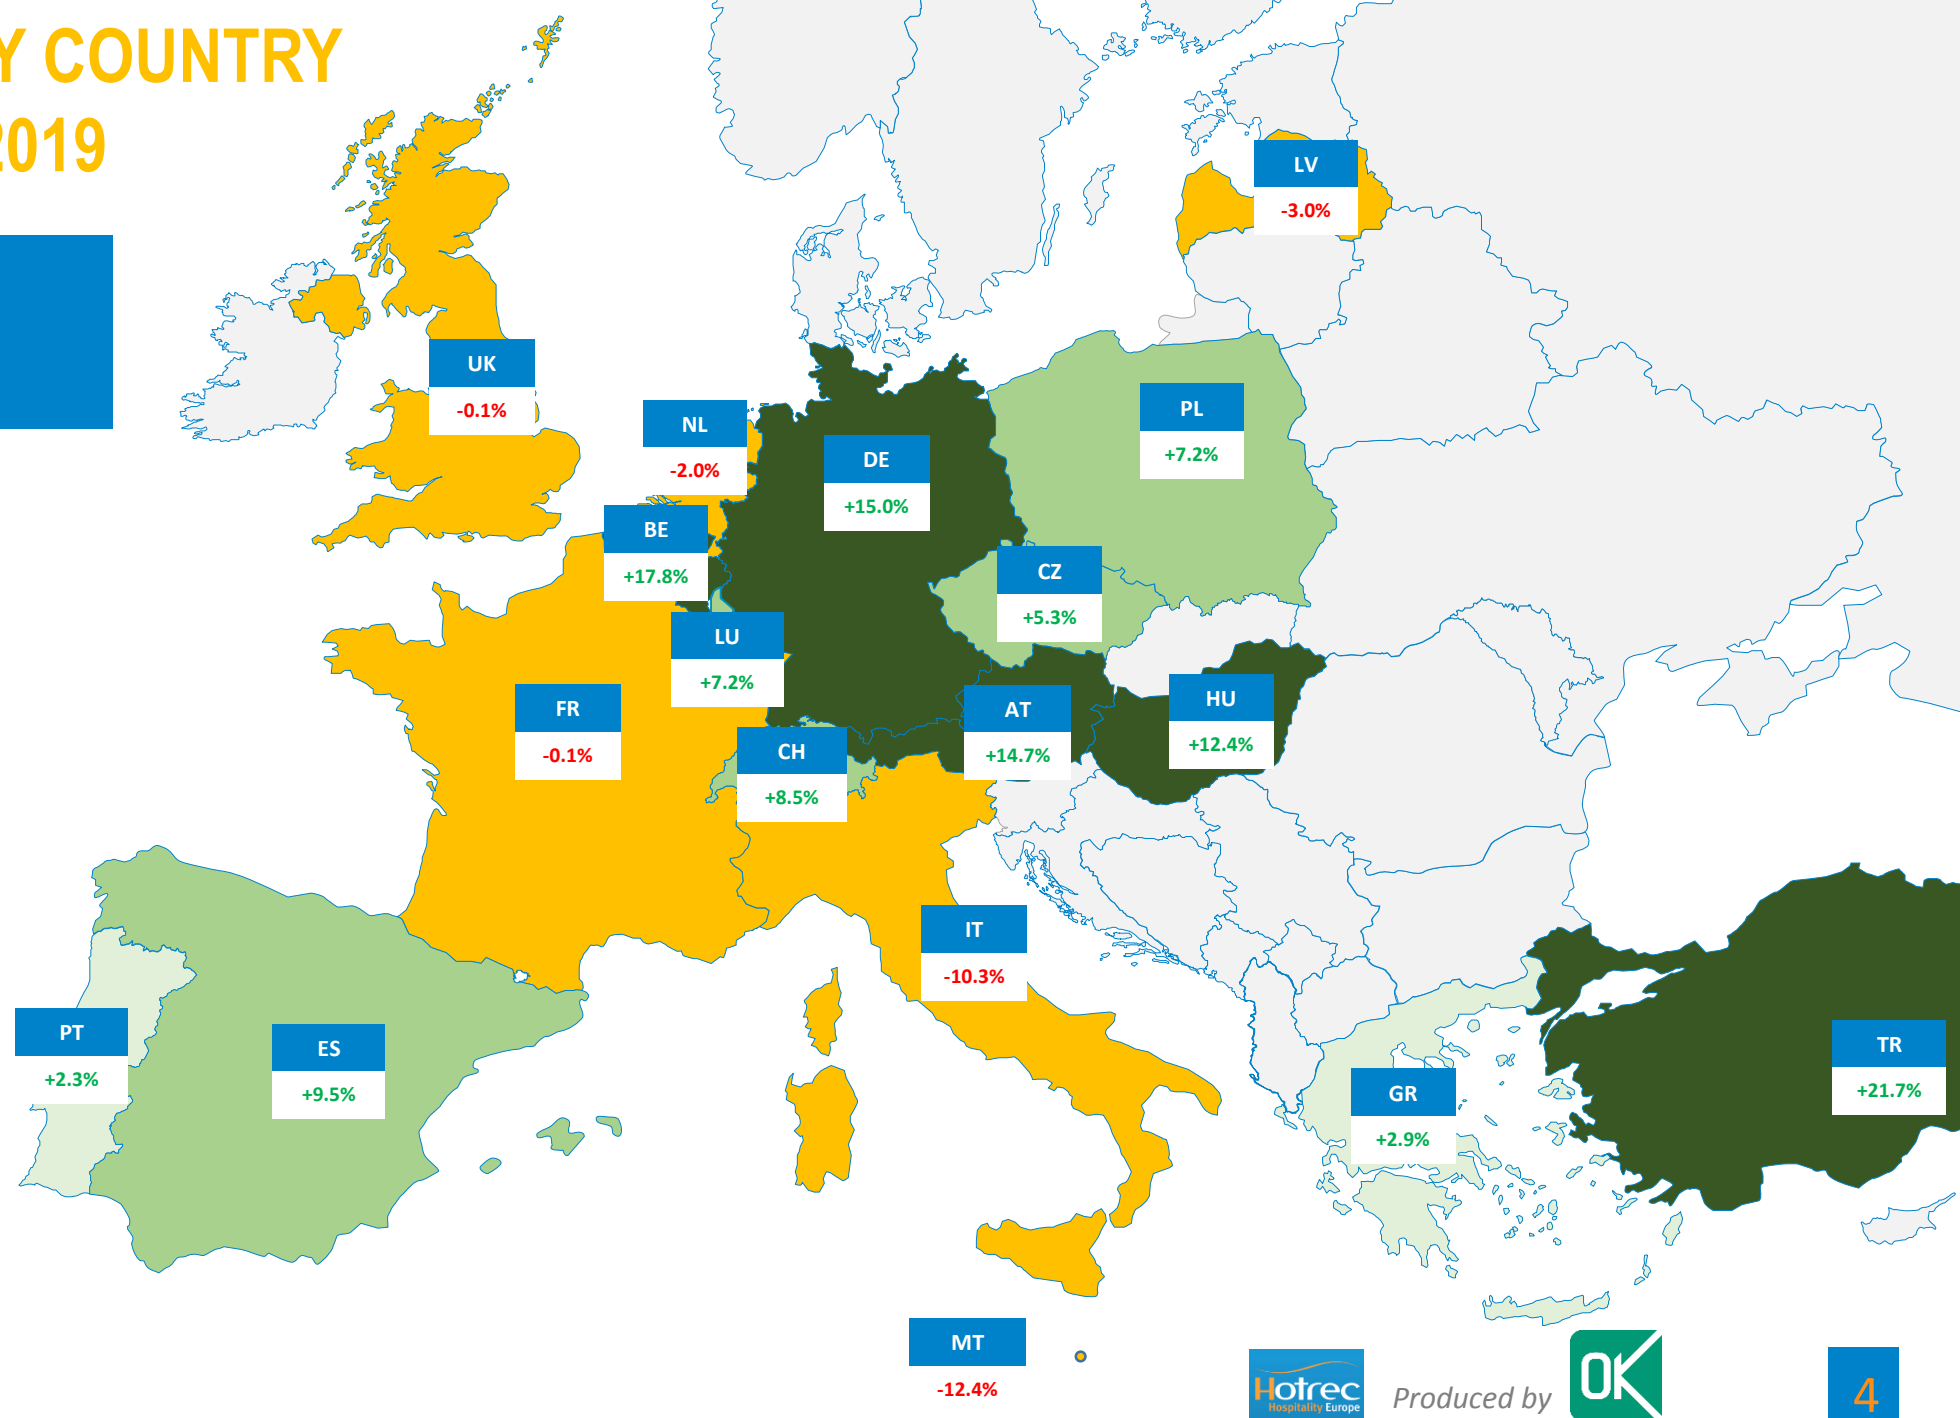 Y COUNTRY
2019
LV
-3.0%
UK
-0.1%
NL
-2.0%
DE
+15.0%
PL
+7.2%
BE
+17.8%
CZ
+5.3%
LU
+7.2%
FR
-0.1%
CH
+8.5%
AT
+14.7%
HU
+12.4%
IT
-10.3%
PT
+2.3%
ES
+9.5%
GR
+2.9%
TR
+21.7%
MT
-12.4%
Hotrec
Hospitality Europe
Produced by
OK
4